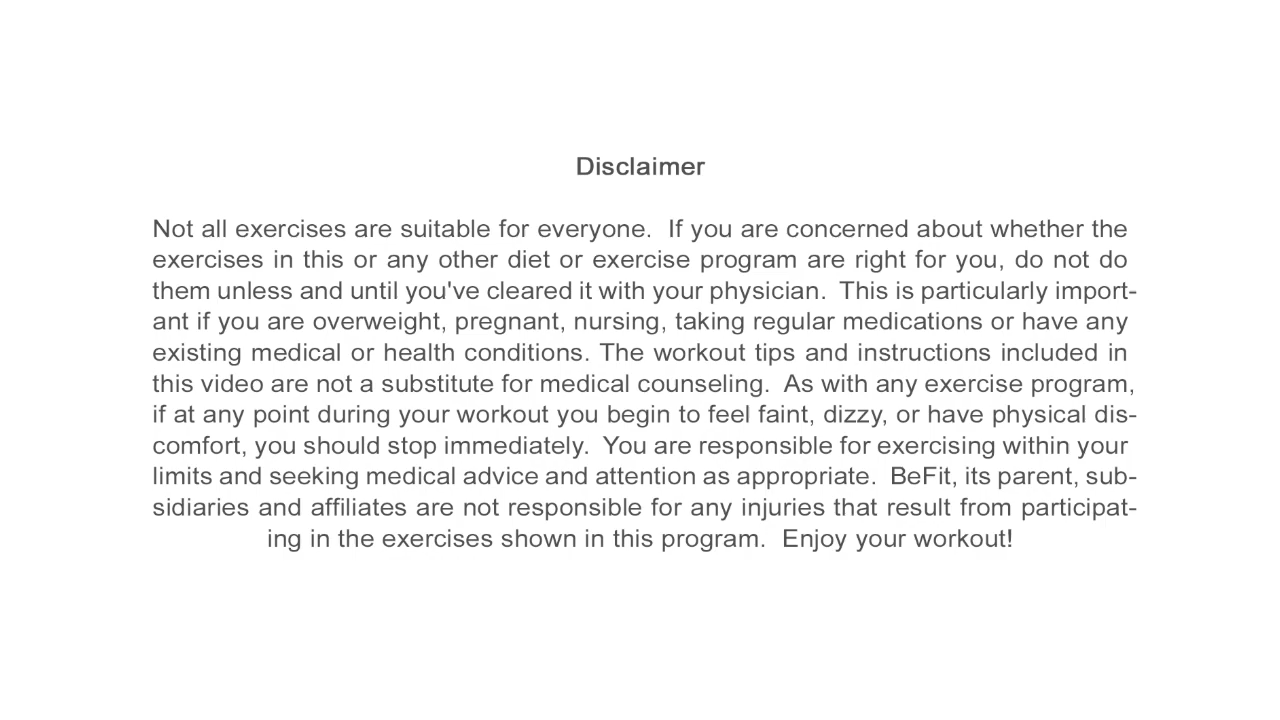 Disclaimer
Not all exercises are suitable for everyone.  If you are concerned about whether the
exercises in this or any other diet or exercise program are right for you, do not do
them unless and until you've cleared it with your physician.  This is particularly import-
ant if you are overweight, pregnant, nursing, taking regular medications or have any
existing medical or health conditions. The workout tips and instructions included in
this video are not a substitute for medical counseling.  As with any exercise program,
if at any point during your workout you begin to feel faint, dizzy, or have physical dis-
comfort, you should stop immediately.  You are responsible for exercising within your
limits and seeking medical advice and attention as appropriate.  BeFit, its parent, sub-
sidiaries and affiliates are not responsible for any injuries that result from participat-
ing in the exercises shown in this program.  Enjoy your workout!